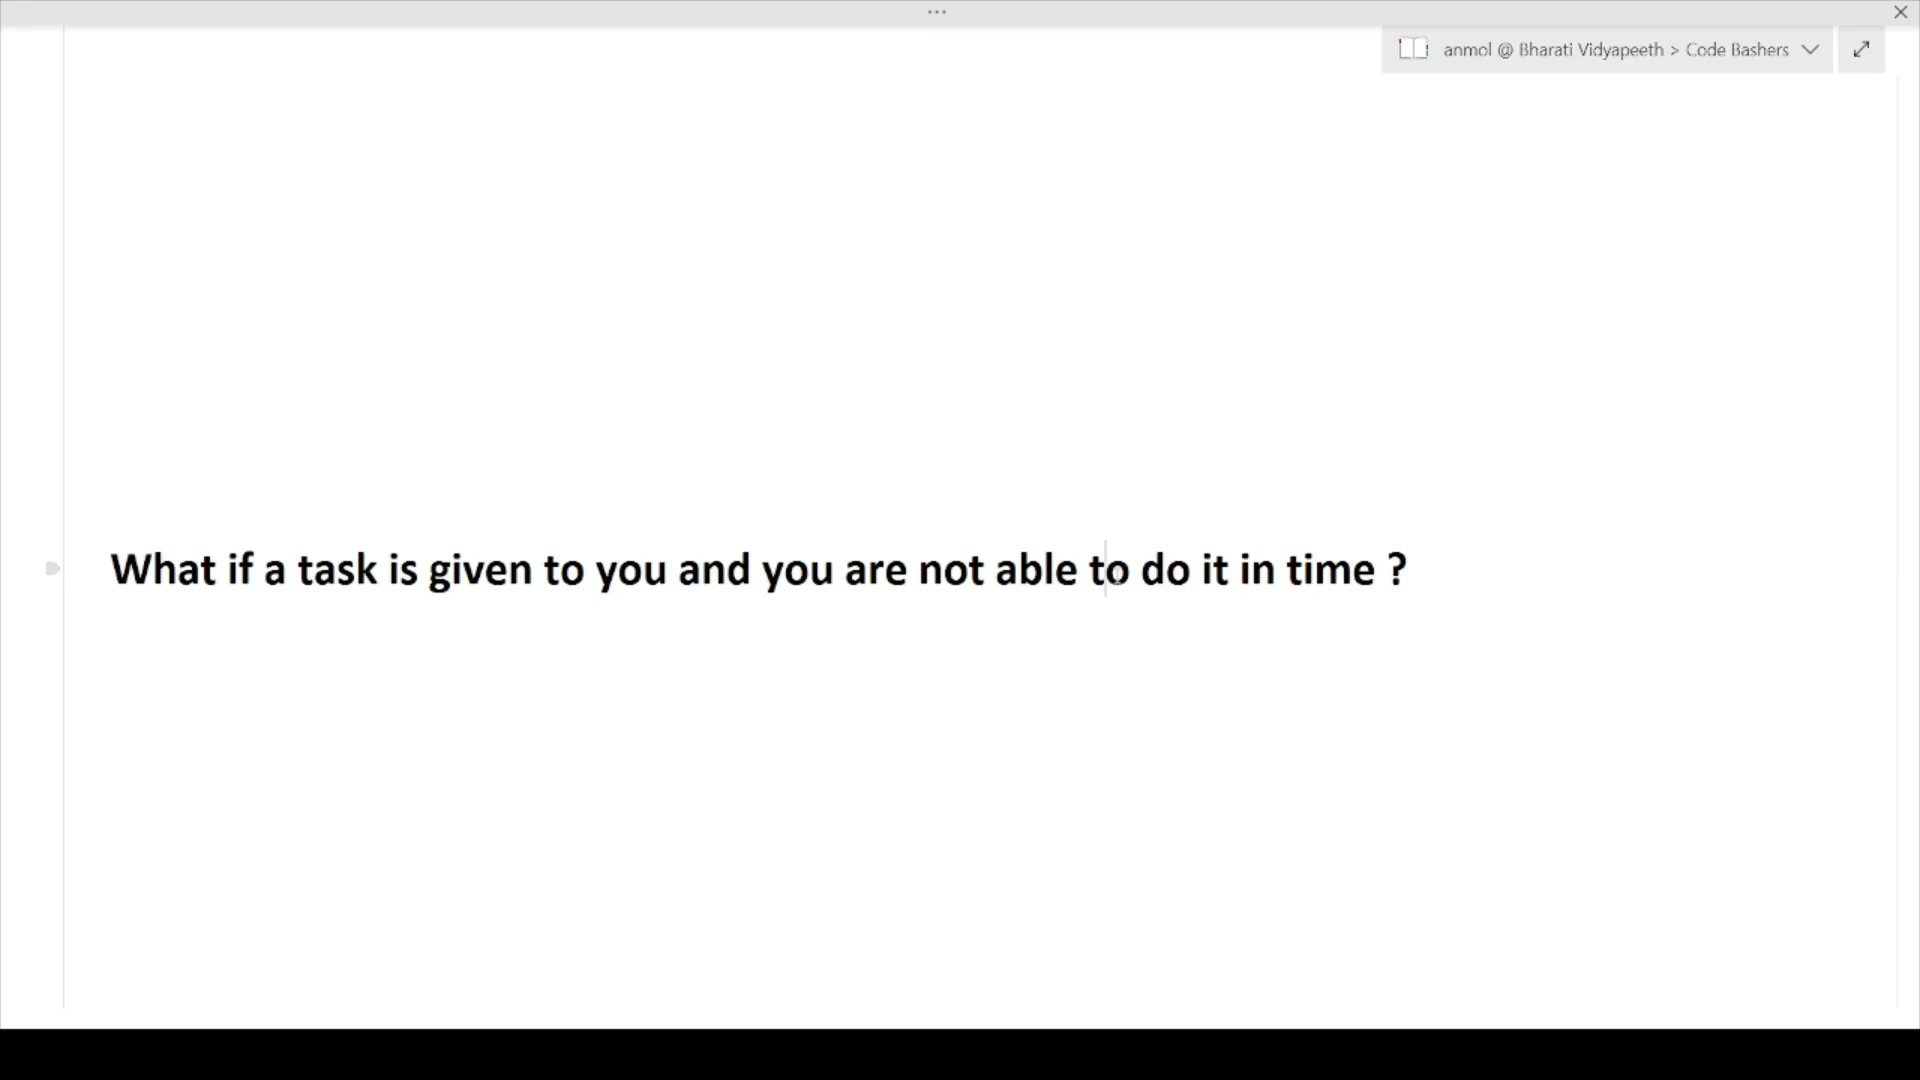 anmol @ Bharati Vidyapeeth > Code Bashers
What if a task is given to you and you are not able to do it in time ?